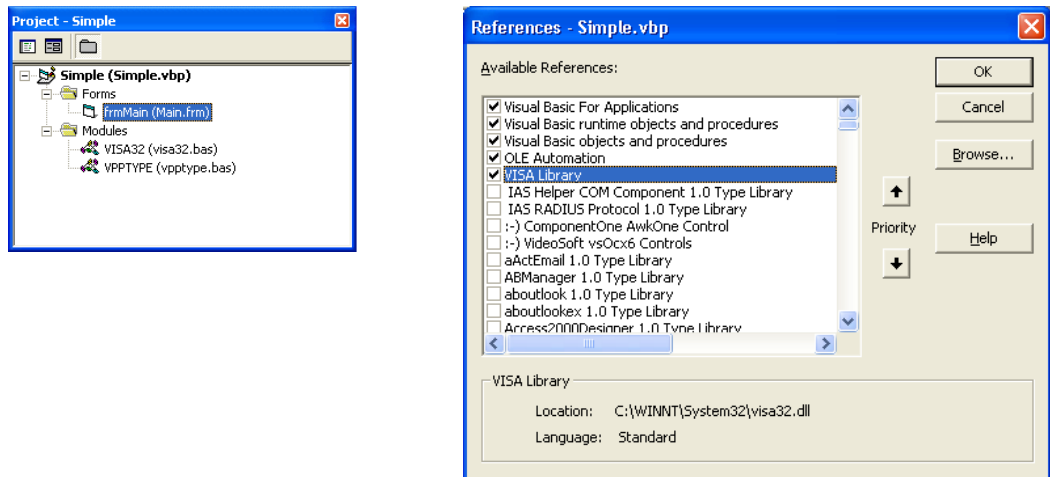 Project - Simple
Simple (Simple.vbp)
Forms
frmMain (Main.frm)
Modules
VISA32 (visa32.bas)
VPPTYPE (vpptype.bas)
References - Simple.vbp
Available References:
OK
Cancel
Browse...
Priority
Help
Visual Basic For Applications
Visual Basic runtime objects and procedures
Visual Basic objects and procedures
OLE Automation
VISA Library
IAS Helper COM Component 1.0 Type Library
IAS RADIUS Protocol 1.0 Type Library
:-) ComponentOne AwkOne Control
:-) VideoSoft vsOcx6 Controls
aActEmail 1.0 Type Library
ABManager 1.0 Type Library
aboutlook 1.0 Type Library
aboutlookex 1.0 Type Library
Access2000Designer 1.0 Type Library
VISA Library
Location: C:\WINNT\System32\visa32.dll
Language: Standard